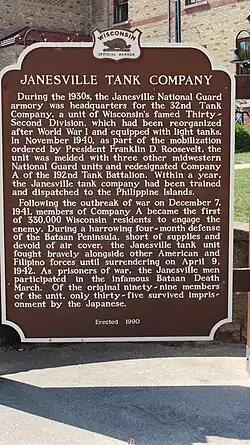 WISCONSIN
OFFICIAL MARKER
JANESVILLE TANK COMPANY
During the 1930s, the Janesville National Guard
armory was headquarters for the 32nd Tank
Company, a unit of Wisconsin's famed Thirty-
Second Division, which had been reorganized
after World War I and equipped with light tanks.
In November 1940, as part of the mobilization
ordered by President Franklin D. Roosevelt, the
unit was melded with three other midwestern
National Guard units and redesignated Company
A of the 192nd Tank Battalion. Within a year,
the Janesville tank company had been trained
and dispatched to the Philippine Islands.
Following the outbreak of war on December 7,
1941, members of Company A became the first
of 330,000 Wisconsin residents to engage the
enemy. During a harrowing four-month defense
of the Bataan Peninsula, short of supplies and
devoid of air cover, the Janesville tank unit
fought bravely alongside other American and
Filipino forces until surrendering on April 9,
1942. As prisoners of war, the Janesville men
participated in the infamous Bataan Death
March. Of the original ninety-nine members
of the unit, only thirty-five survived impris-
onment by the Japanese.
Erected 1990